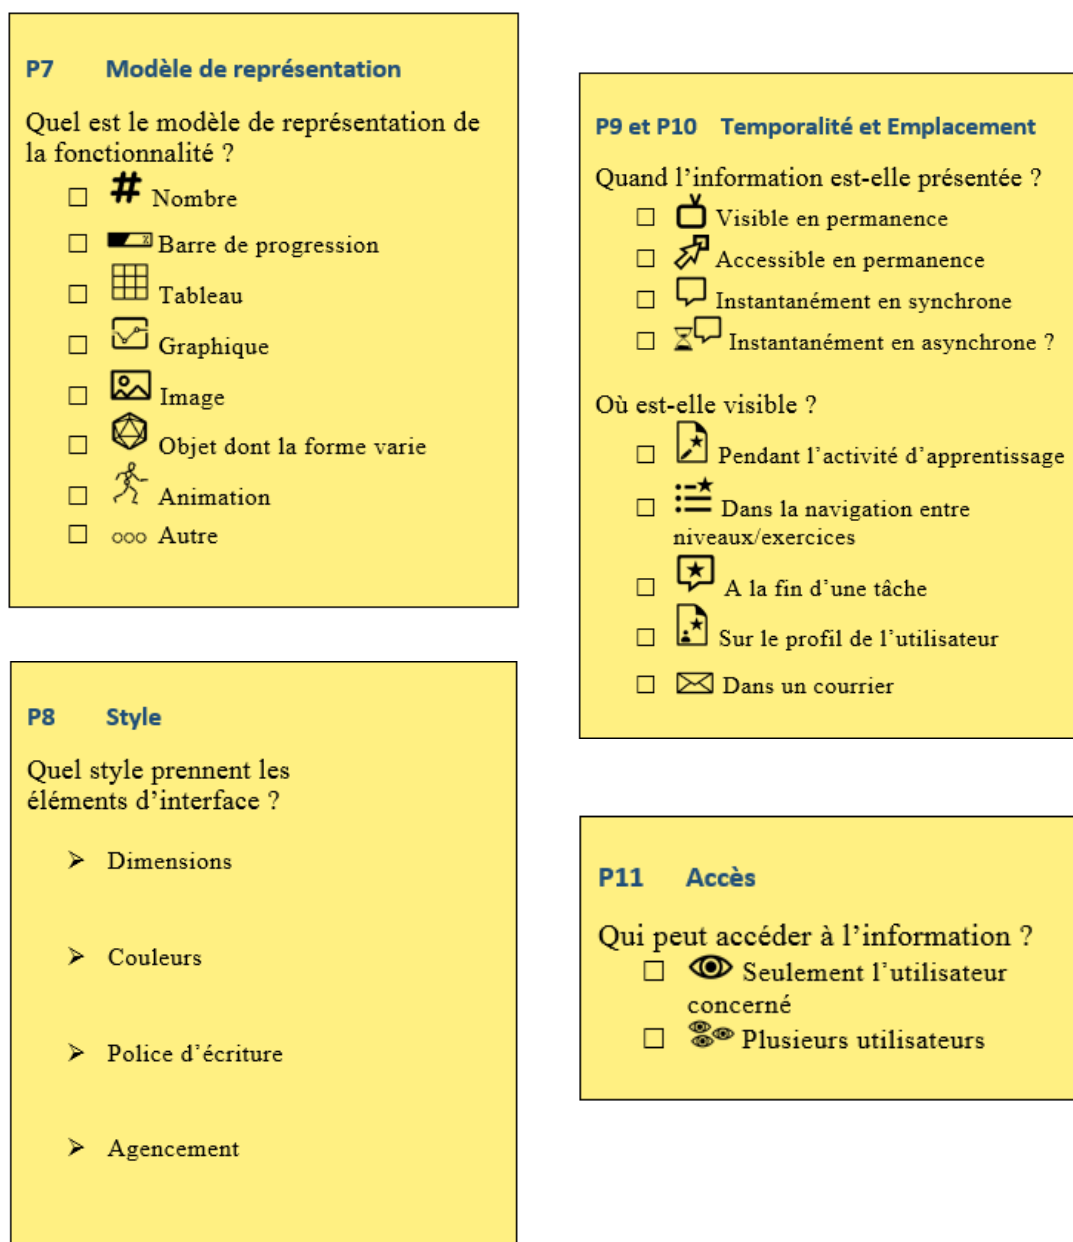 P7 Modèle de représentation
Quel est le modèle de représentation de
la fonctionnalité ?
☐ # Nombre
☐ % Barre de progression
☐ Tableau
☐ Graphique
☐ Image
☐ Objet dont la forme varie
☐ Animation
☐ ooo Autre
P8 Style
Quel style prennent les
éléments d’interface ?
➢ Dimensions
➢ Couleurs
➢ Police d’écriture
➢ Agencement
P9 et P10 Temporalité et Emplacement
Quand l’information est-elle présentée ?
☐ Visible en permanence
☐ Accessible en permanence
☐ Instantanément en synchrone
☐ Instantanément en asynchrone ?
Où est-elle visible ?
☐ Pendant l’activité d’apprentissage
☐ Dans la navigation entre
niveaux/exercices
☐ A la fin d’une tâche
☐ Sur le profil de l’utilisateur
☐ Dans un courrier
P11 Accès
Qui peut accéder à l’information ?
☐ Seulement l’utilisateur
concerné
☐ Plusieurs utilisateurs